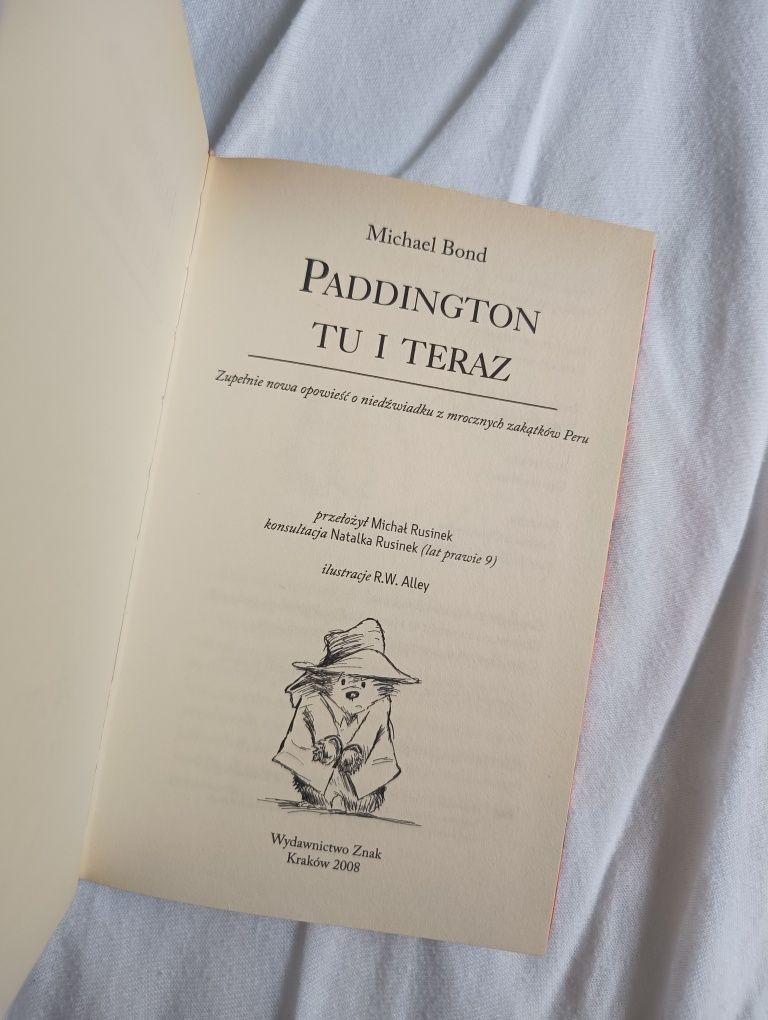 Michael Bond
PADDINGTON
TU I TERAZ
Zupełnie nowa opowieść o niedźwiadku z mrocznych zakątków Peru
przełożył Michał Rusinek
konsultacja Natalka Rusinek (lat prawie 9)
ilustracje R.W. Alley
Wydawnictwo Znak
Kraków 2008